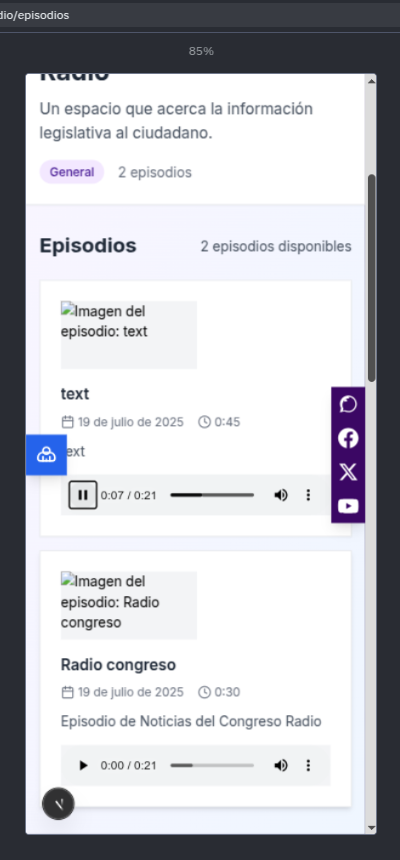 dio/episodios
85%
Radio
Un espacio que acerca la información
legislativa al ciudadano.
General 2 episodios
Episodios 2 episodios disponibles
Imagen del
episodio: text
text
19 de julio de 2025 0:45
ext
0:07 / 0:21
Imagen del
episodio: Radio
congreso
Radio congreso
19 de julio de 2025 0:30
Episodio de Noticias del Congreso Radio
0:00 / 0:21